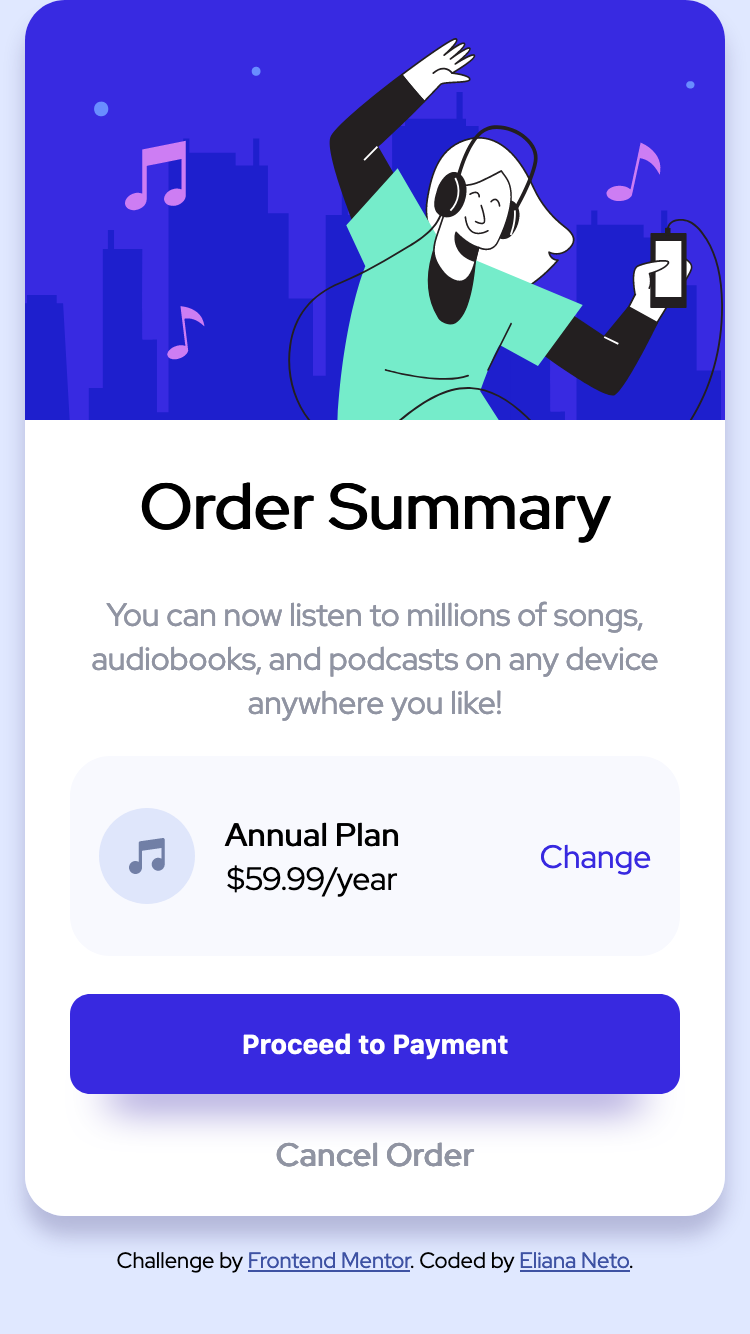 Order Summary
You can now listen to millions of songs,
audiobooks, and podcasts on any device
anywhere you like!
Annual Plan
$59.99/year
Change
Proceed to Payment
Cancel Order
Challenge by Frontend Mentor. Coded by Eliana Neto.